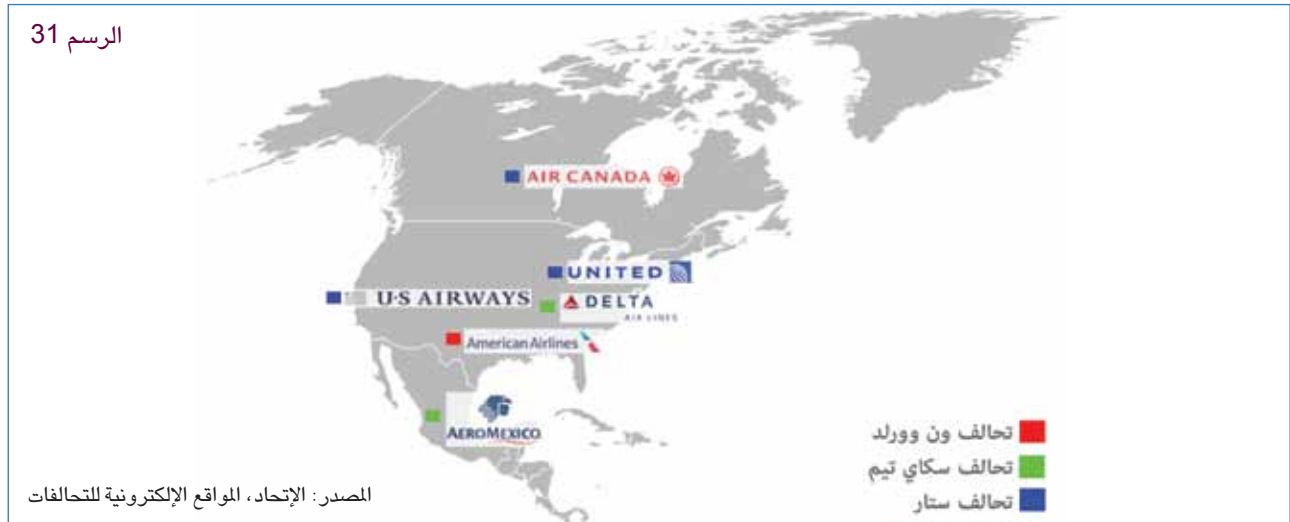 الرسم 31
AIR CANADA
UNITED
U·S AIRWAYS
DELTA
AIR LINES
American Airlines
AEROMEXICO
تحالف ون وورلد
تحالف سكاي تيم
تحالف ستار
المصدر: الإتحاد، المواقع الإلكترونية للتحالفات